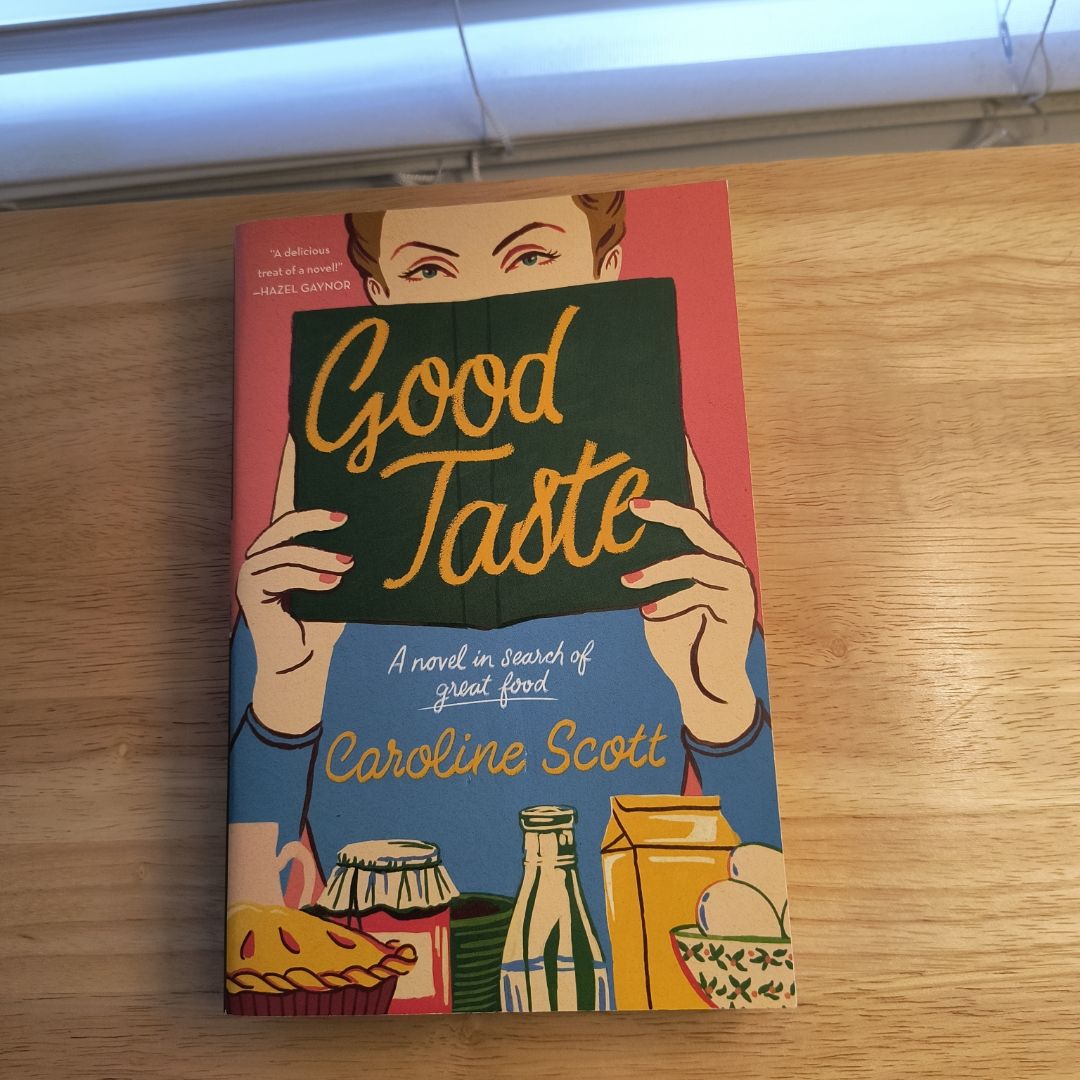 "A delicious
treat of a novel!"
—HAZEL GAYNOR
Good
Taste
A novel in search of
great food
Caroline Scott